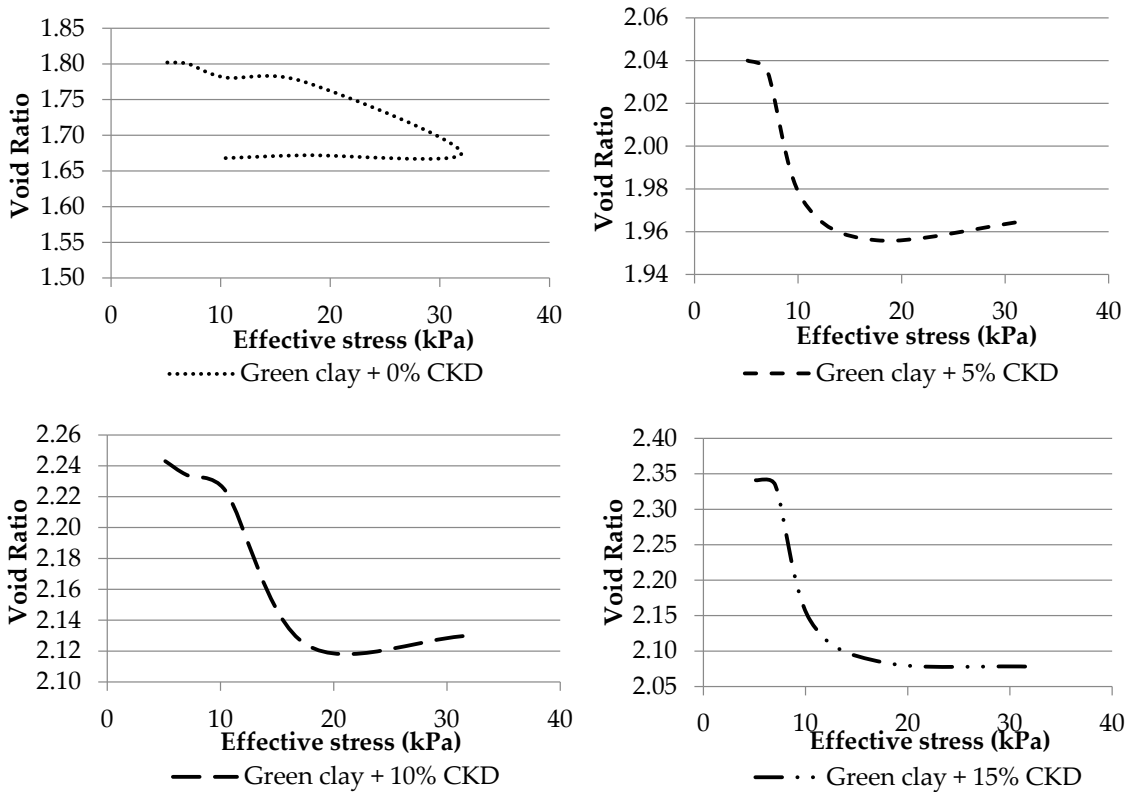 1.85
1.80
1.75
1.70
1.65
1.60
1.55
1.50
Void Ratio
0 10 20 30 40
Effective stress (kPa)
Green clay + 0% CKD
2.06
2.04
2.02
2.00
1.98
1.96
1.94
Void Ratio
0 10 20 30 40
Effective stress (kPa)
Green clay + 5% CKD
2.26
2.24
2.22
2.20
2.18
2.16
2.14
2.12
2.10
Void Ratio
0 10 20 30 40
Effective stress (kPa)
Green clay + 10% CKD
2.40
2.35
2.30
2.25
2.20
2.15
2.10
2.05
Void Ratio
0 10 20 30 40
Effective stress (kPa)
Green clay + 15% CKD